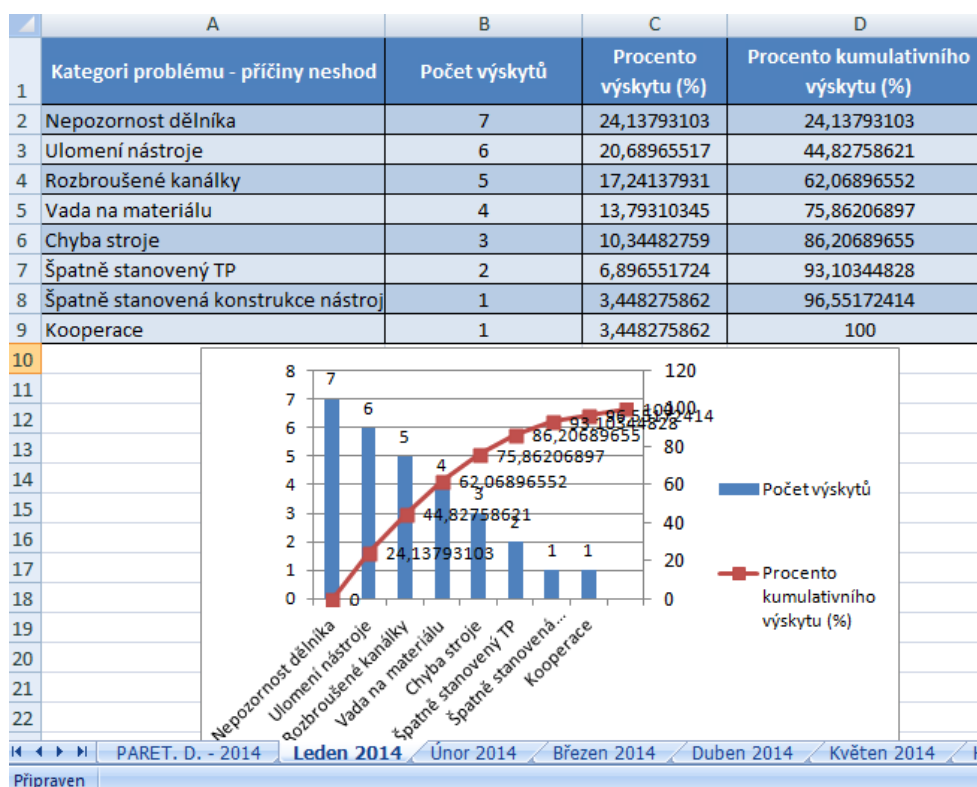 A B C D
1 Kategori problému - příčiny neshod Počet výskytů Procento výskytu (%) Procento kumulativního výskytu (%)
2 Nepozornost dělníka 7 24,13793103 24,13793103
3 Ulomení nástroje 6 20,68965517 44,82758621
4 Rozbroušené kanálky 5 17,24137931 62,06896552
5 Vada na materiálu 4 13,79310345 75,86206897
6 Chyba stroje 3 10,34482759 86,20689655
7 Špatně stanovený TP 2 6,896551724 93,10344828
8 Špatně stanovená konstrukce nástroj 1 3,448275862 96,55172414
9 Kooperace 1 3,448275862 100
10
11
12
13
14
15
16
17
18
19
20
21
22
8
7
6
5
4
3
2
1
0
7
6
5
4
3
2
1
1
120
100
80
60
40
20
0
0
24,13793103
44,82758621
62,06896552
75,86206897
86,20689655
93,10344828
96,55172414
100
Nepozornost dělníka
Ulomení nástroje
Rozbroušené kanálky
Vada na materiálu
Chyba stroje
Špatně stanovený TP
Špatně stanovená...
Kooperace
Počet výskytů
Procento
kumulativního
výskytu (%)
PARET. D. - 2014 Leden 2014 Únor 2014 Březen 2014 Duben 2014 Květen 2014
Připraven